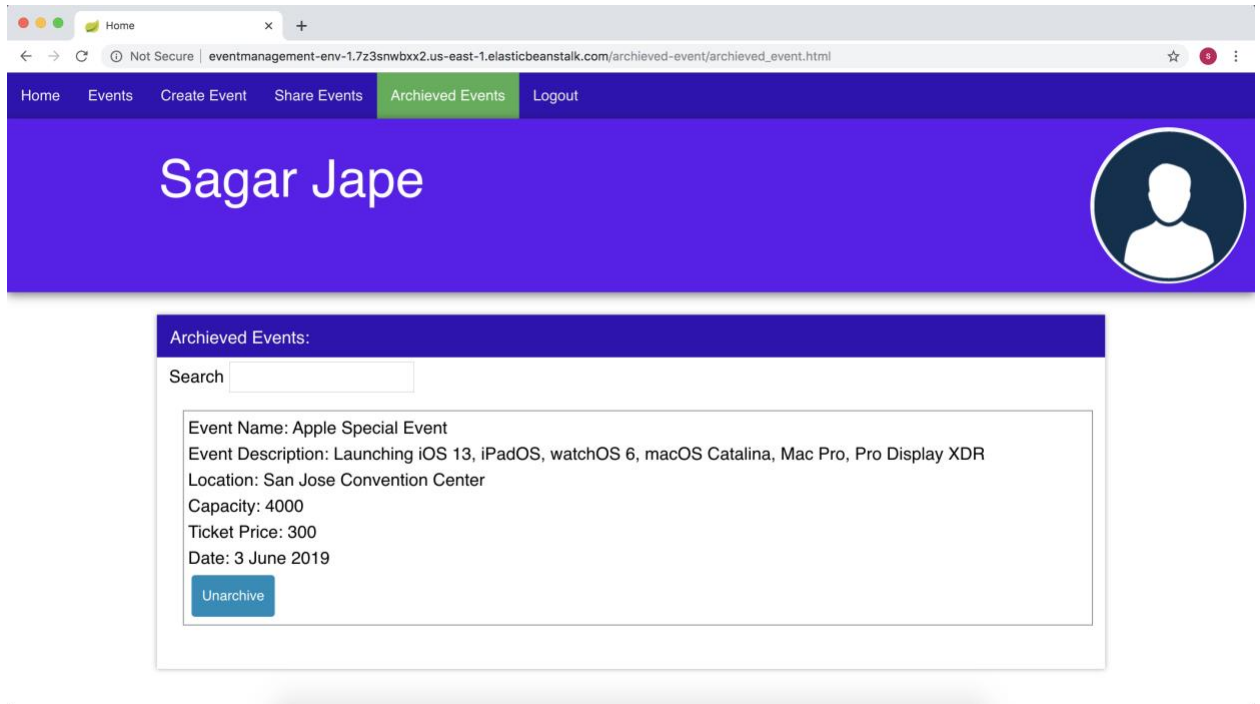 Home
Not Secure | eventmanagement-env-1.7z3snwbxx2.us-east-1.elasticbeanstalk.com/archieved-event/archieved_event.html
S
Home Events Create Event Share Events Archieved Events Logout
Sagar Jape
Archieved Events:
Search
Event Name: Apple Special Event
Event Description: Launching iOS 13, iPadOS, watchOS 6, macOS Catalina, Mac Pro, Pro Display XDR
Location: San Jose Convention Center
Capacity: 4000
Ticket Price: 300
Date: 3 June 2019
Unarchive